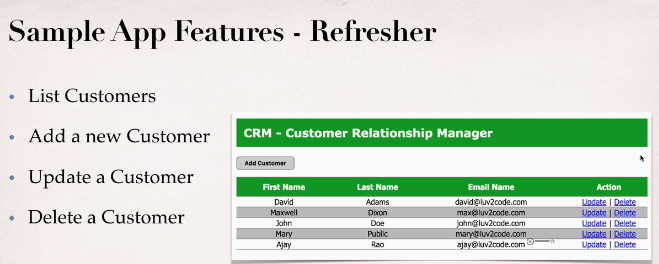 Sample App Features - Refresher
List Customers
Add a new Customer
Update a Customer
Delete a Customer
CRM - Customer Relationship Manager
Add Customer
First Name Last Name Email Name Action
David Adams david@luv2code.com Update | Delete
Maxwell Dixon max@luv2code.com Update | Delete
John Doe john@luv2code.com Update | Delete
Mary Public mary@luv2code.com Update | Delete
Ajay Rao ajay@luv2code.com Update | Delete